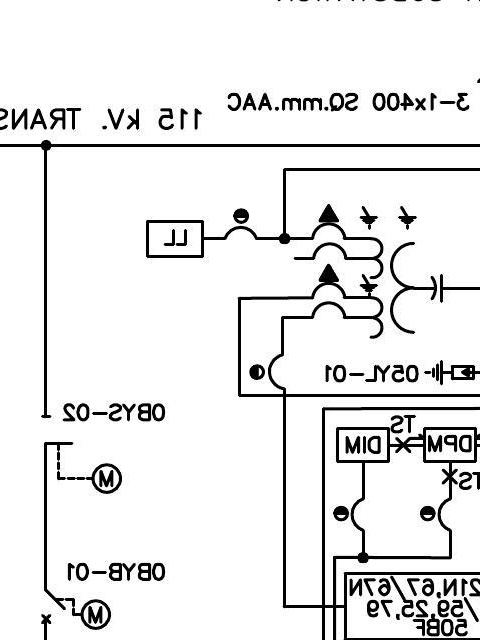 3-1x400 SQ.mm.AAC
115 kV. TRANS
LL
05YL-01
0BYS-02
TS
DPM
DIM
M
TS
0BYB-01
M
21N,67/67N
/59,25,79
50BF